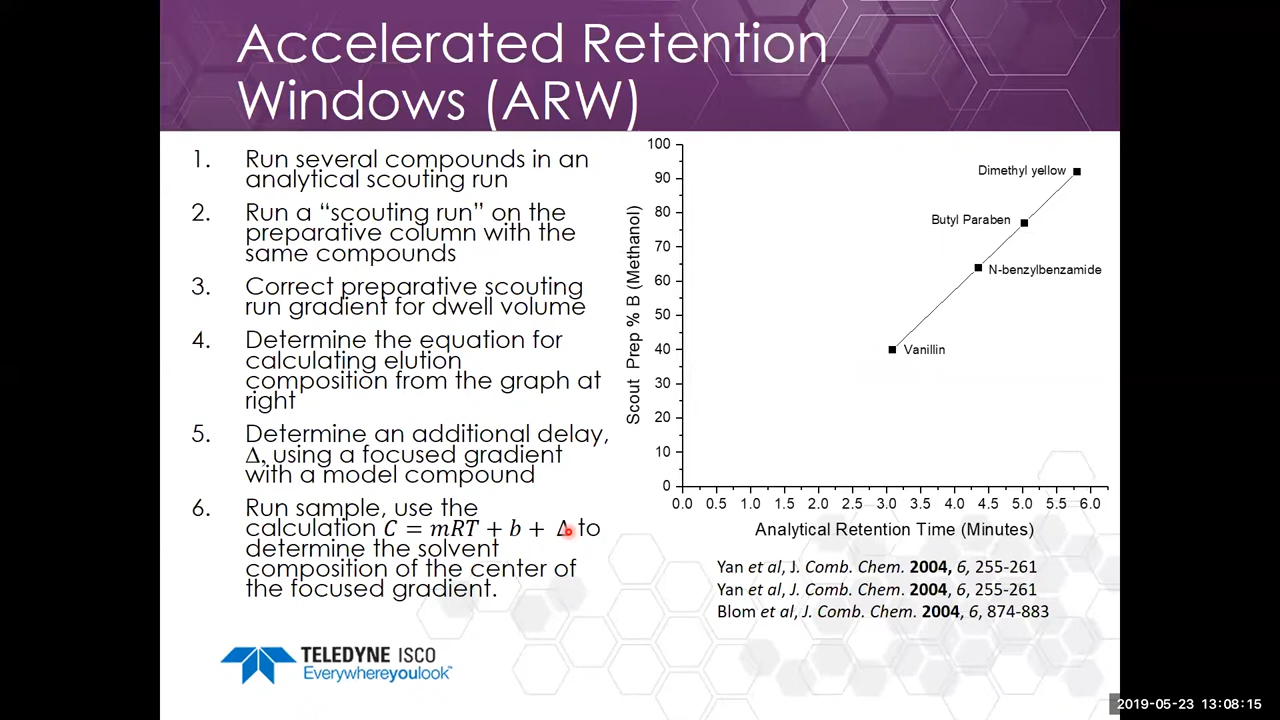 Accelerated Retention
Windows (ARW)
1. Run several compounds in an
analytical scouting run
2. Run a “scouting run” on the
preparative column with the
same compounds
3. Correct preparative scouting
run gradient for dwell volume
4. Determine the equation for
calculating elution
composition from the graph at
right
5. Determine an additional delay,
Δ, using a focused gradient
with a model compound
6. Run sample, use the
calculation C = mRT + b + Δ to
determine the solvent
composition of the center of
the focused gradient.
TELEDYNE ISCO
Everywhereyoulook™
Scout Prep % B (Methanol)
100
90
80
70
60
50
40
30
20
10
0
Dimethyl yellow
Butyl Paraben
N-benzylbenzamide
Vanillin
0.0 0.5 1.0 1.5 2.0 2.5 3.0 3.5 4.0 4.5 5.0 5.5 6.0
Analytical Retention Time (Minutes)
Yan et al, J. Comb. Chem. 2004, 6, 255-261
Yan et al, J. Comb. Chem. 2004, 6, 255-261
Blom et al, J. Comb. Chem. 2004, 6, 874-883
2019-05-23 13:08:15